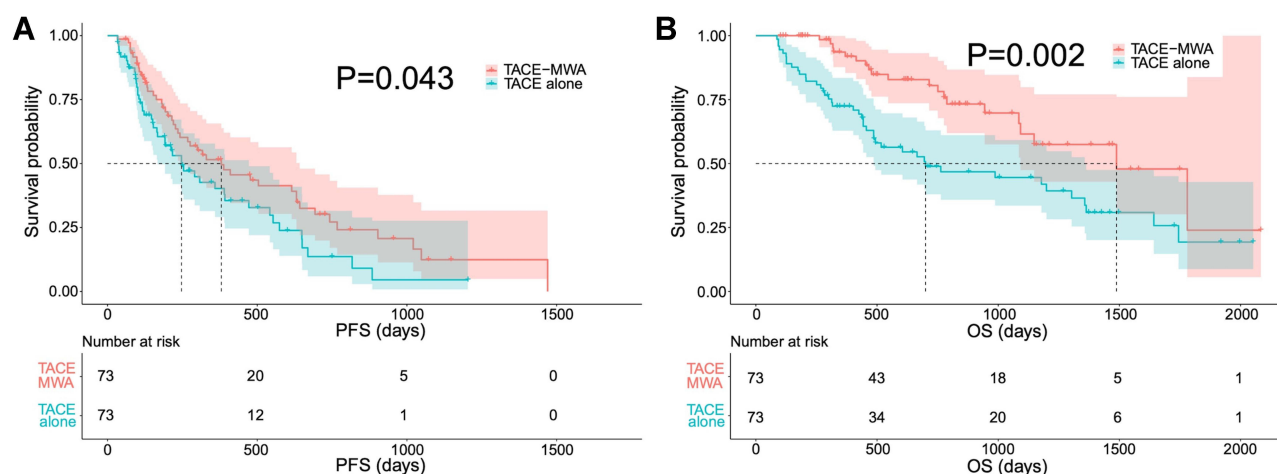 A
Survival probability
1.00
0.75
0.50
0.25
0.00
P=0.043
TACE-MWA
TACE alone
0 500 1000 1500
PFS (days)
Number at risk
TACE
MWA
73 20 5 0
TACE
alone
73 12 1 0
0 500 1000 1500
PFS (days)
B
Survival probability
1.00
0.75
0.50
0.25
0.00
P=0.002
TACE-MWA
TACE alone
0 500 1000 1500 2000
OS (days)
Number at risk
TACE
MWA
73 43 18 5 1
TACE
alone
73 34 20 6 1
0 500 1000 1500 2000
OS (days)